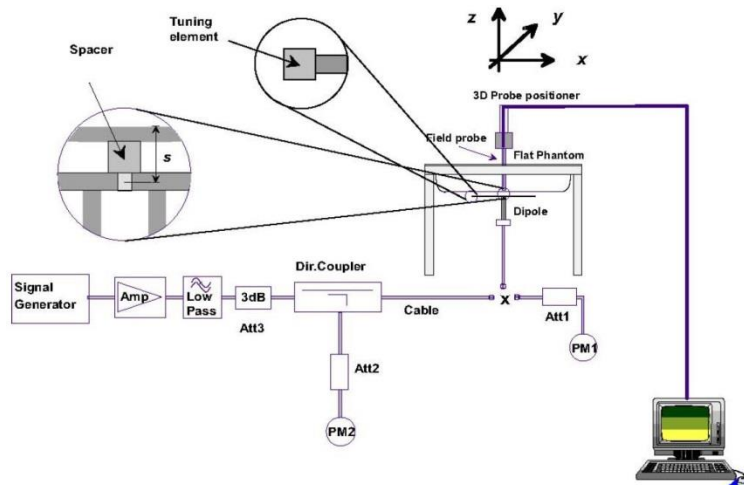 Tuning
element
Spacer
s
z
y
x
3D Probe positioner
Field probe
Flat Phantom
Dipole
Signal
Generator
Amp
Low
Pass
3dB
Att3
Dir.Coupler
Cable
x
Att1
PM1
Att2
PM2